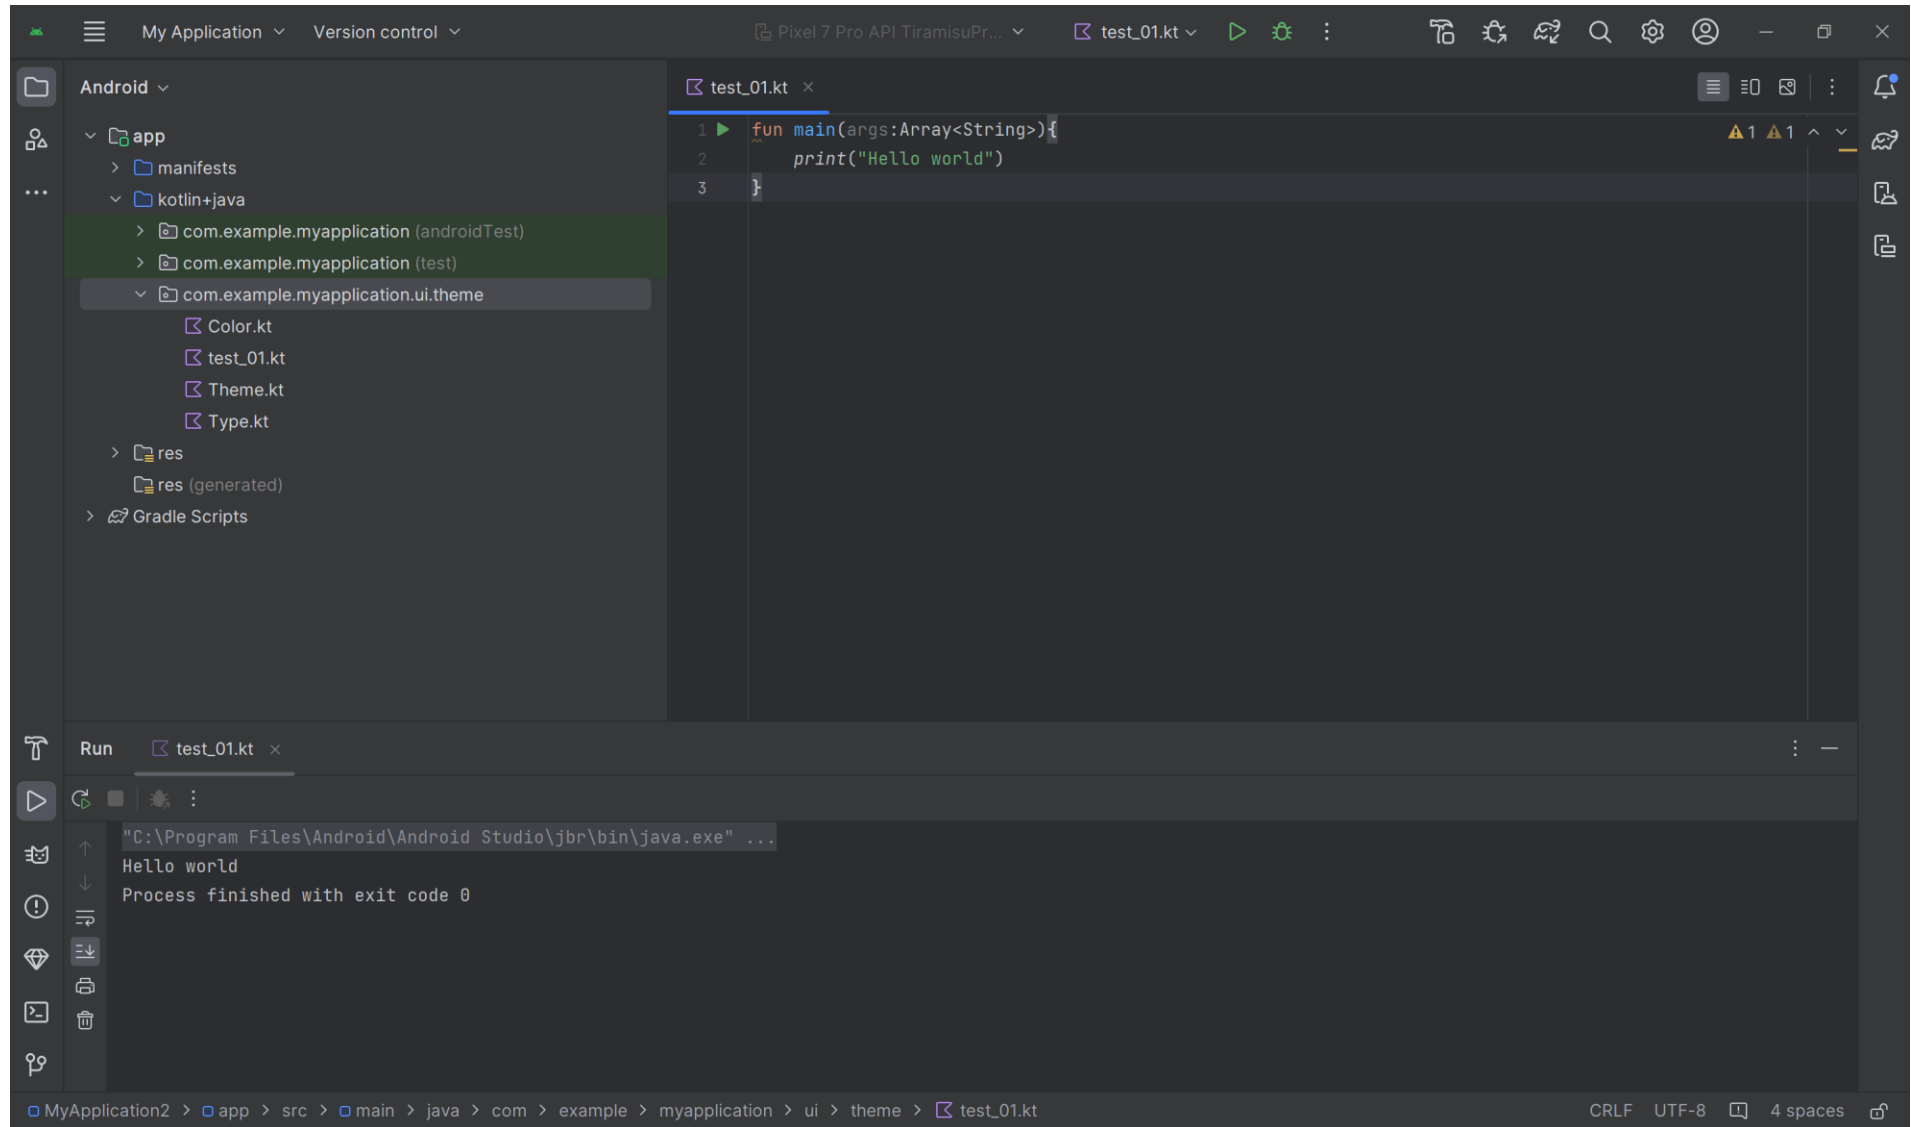 My Application Version control Pixel 7 Pro API TiramisuPr... test_01.kt
Android
test_01.kt
app
manifests
kotlin+java
com.example.myapplication (androidTest)
com.example.myapplication (test)
com.example.myapplication.ui.theme
Color.kt
test_01.kt
Theme.kt
Type.kt
res
res (generated)
Gradle Scripts
1 fun main(args:Array<String>){
2 print("Hello world")
3 }
1 1
Run test_01.kt
"C:\Program Files\Android\Android Studio\jbr\bin\java.exe" ...
Hello world
Process finished with exit code 0
MyApplication2 > app > src > main > java > com > example > myapplication > ui > theme > test_01.kt CRLF UTF-8 4 spaces